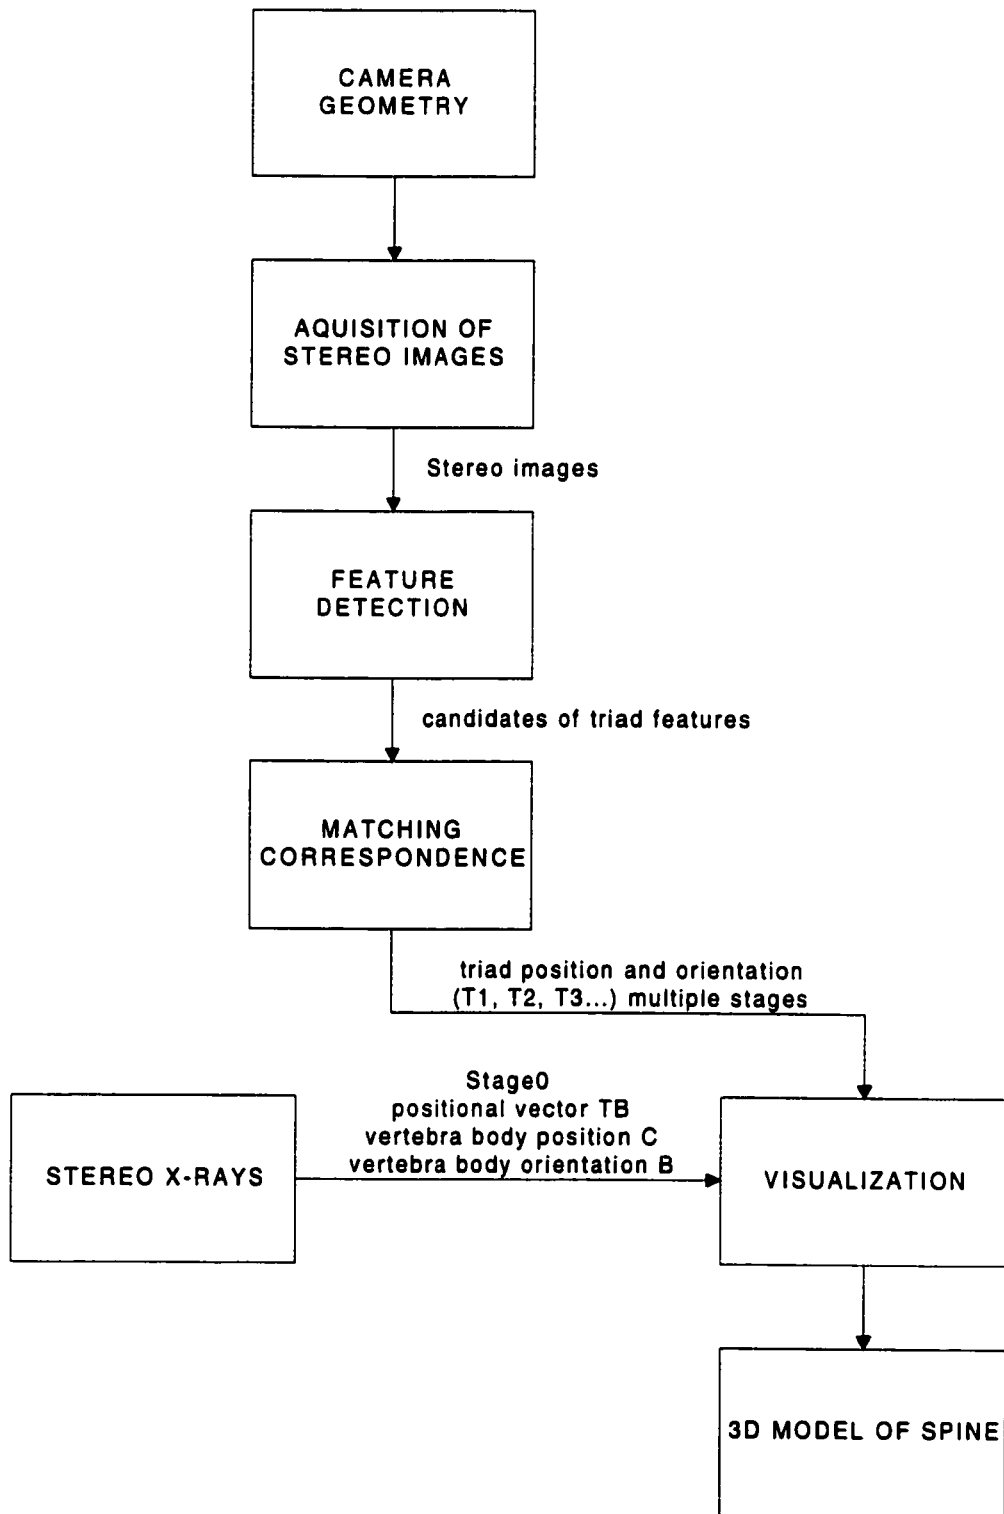 CAMERA
GEOMETRY
AQUISITION OF
STEREO IMAGES
Stereo images
FEATURE
DETECTION
candidates of triad features
MATCHING
CORRESPONDENCE
triad position and orientation
(T1, T2, T3...) multiple stages
Stage0
positional vector TB
vertebra body position C
vertebra body orientation B
STEREO X-RAYS
VISUALIZATION
3D MODEL OF SPINE